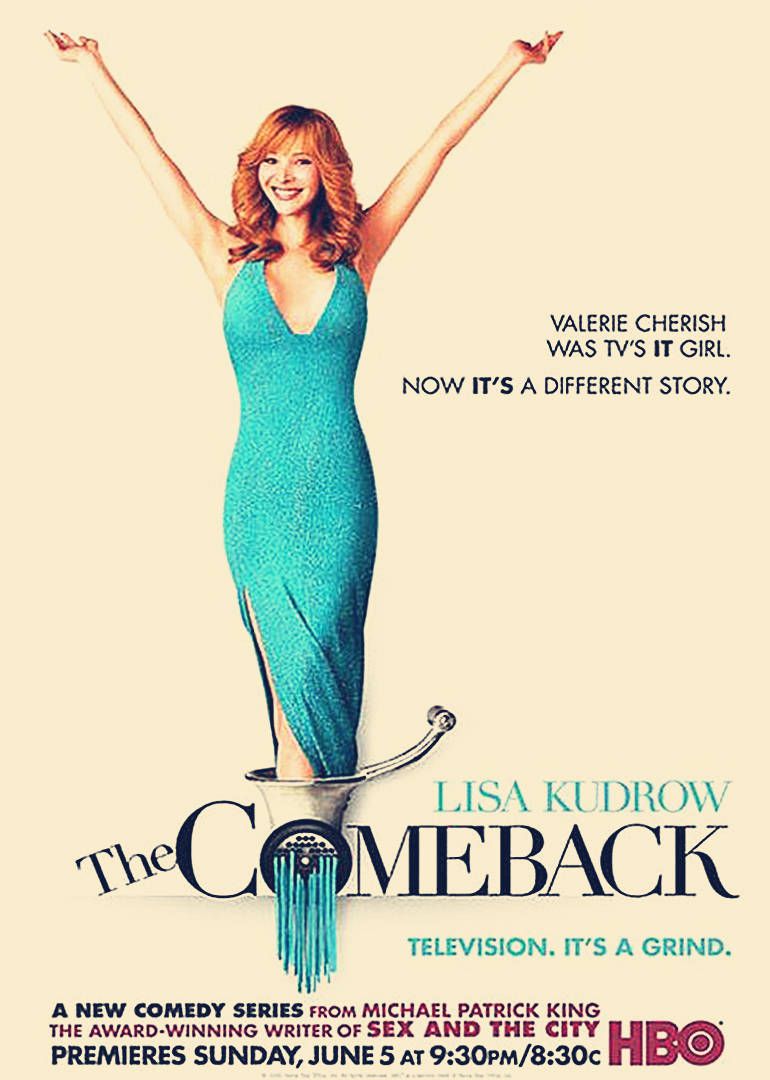 VALERIE CHERISH
WAS TV'S IT GIRL.
NOW IT'S A DIFFERENT STORY.
LISA KUDROW
The COMEBACK
TELEVISION. IT'S A GRIND.
A NEW COMEDY SERIES FROM MICHAEL PATRICK KING
THE AWARD-WINNING WRITER OF SEX AND THE CITY
PREMIERES SUNDAY, JUNE 5 AT 9:30PM/8:30C
HBO